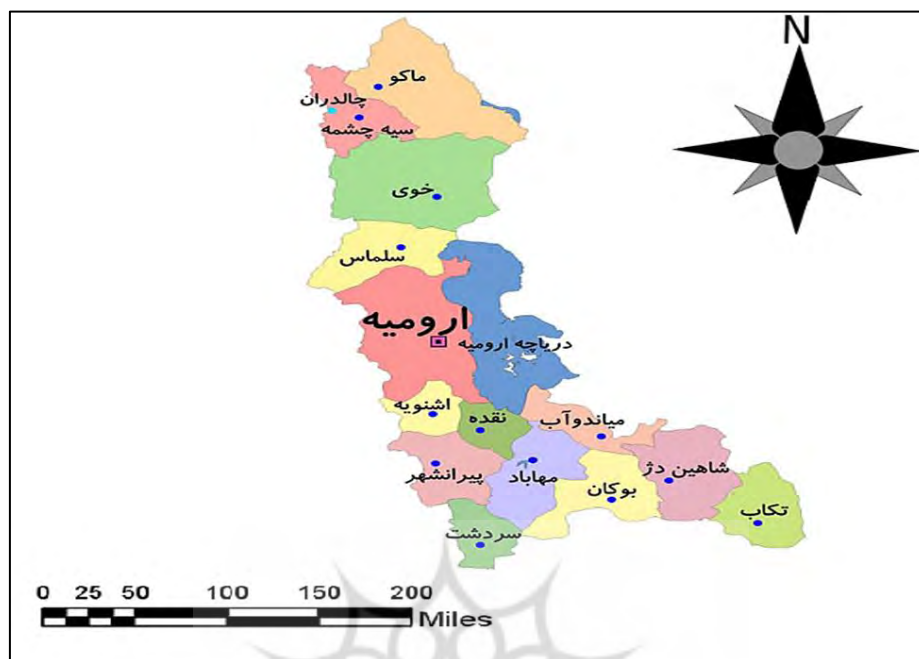 N
ماکو
چالدران
سیه چشمه
خوی
سلماس
ارومیه
دریاچه ارومیه
اشنویه
نقده
میاندوآب
پیرانشهر
مهاباد
بوکان
شاهین دژ
تکاب
سردشت
0 25 50 100 150 200
Miles